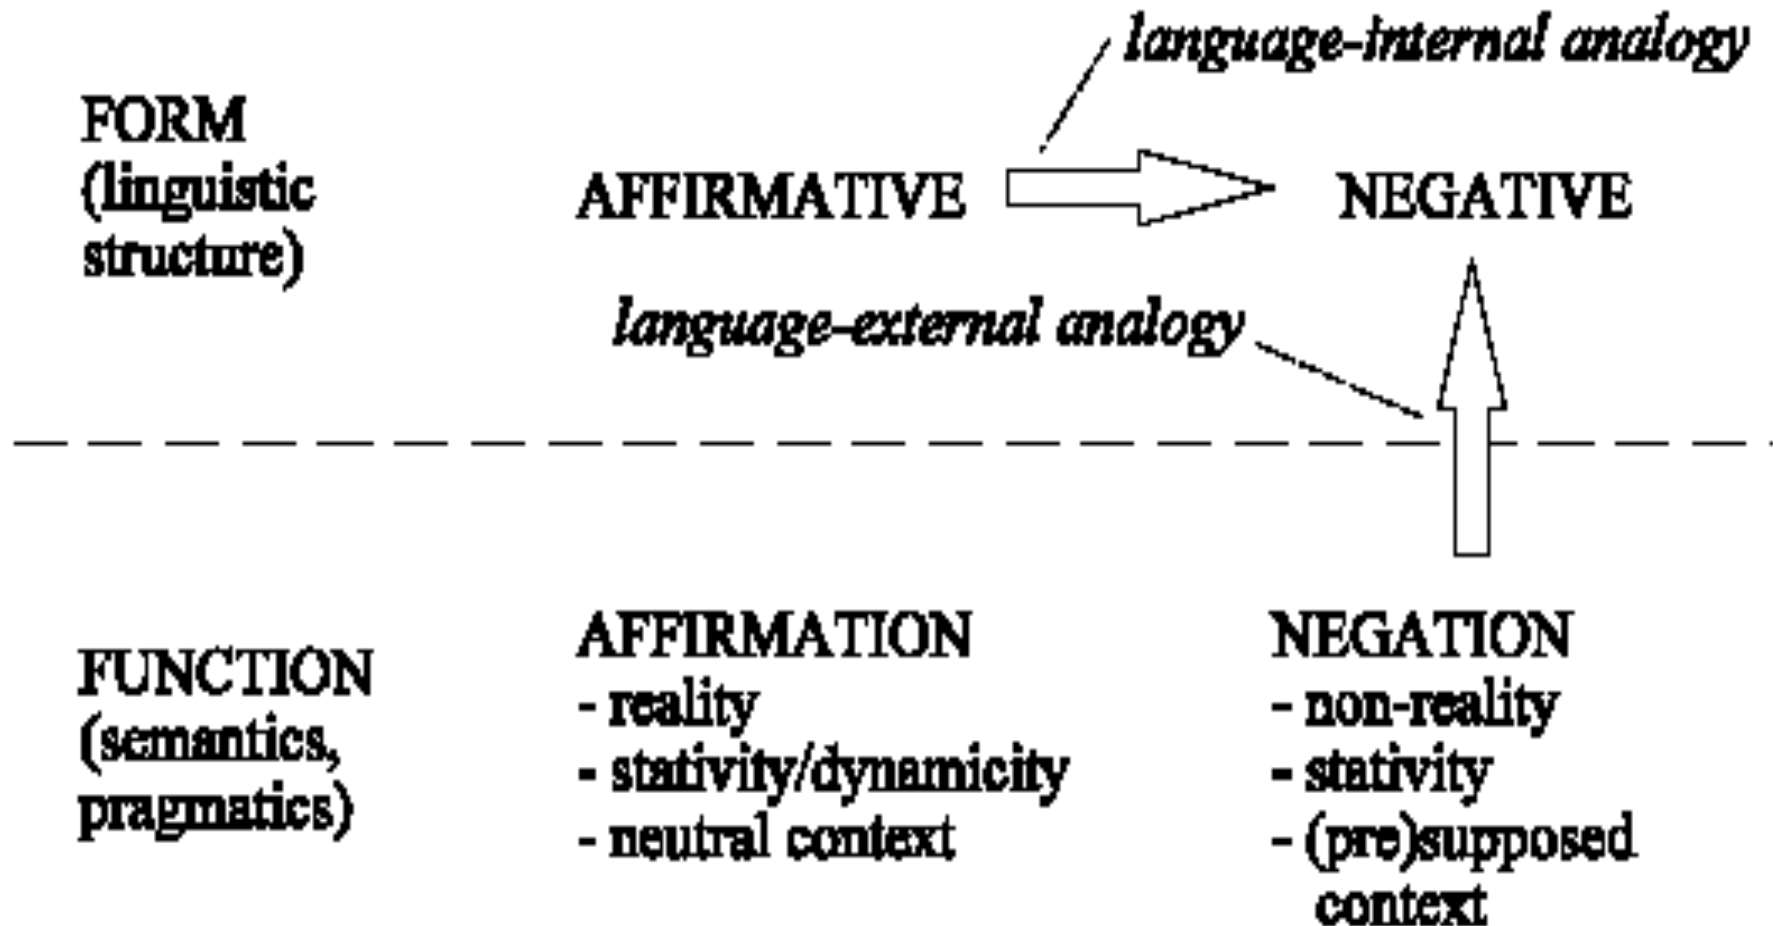 language-internal analogy
FORM
(linguistic
structure)
AFFIRMATIVE
NEGATIVE
language-external analogy
FUNCTION
(semantics,
pragmatics)
AFFIRMATION
- reality
- stativity/dynamicity
- neutral context
NEGATION
- non-reality
- stativity
- (pre)supposed
context